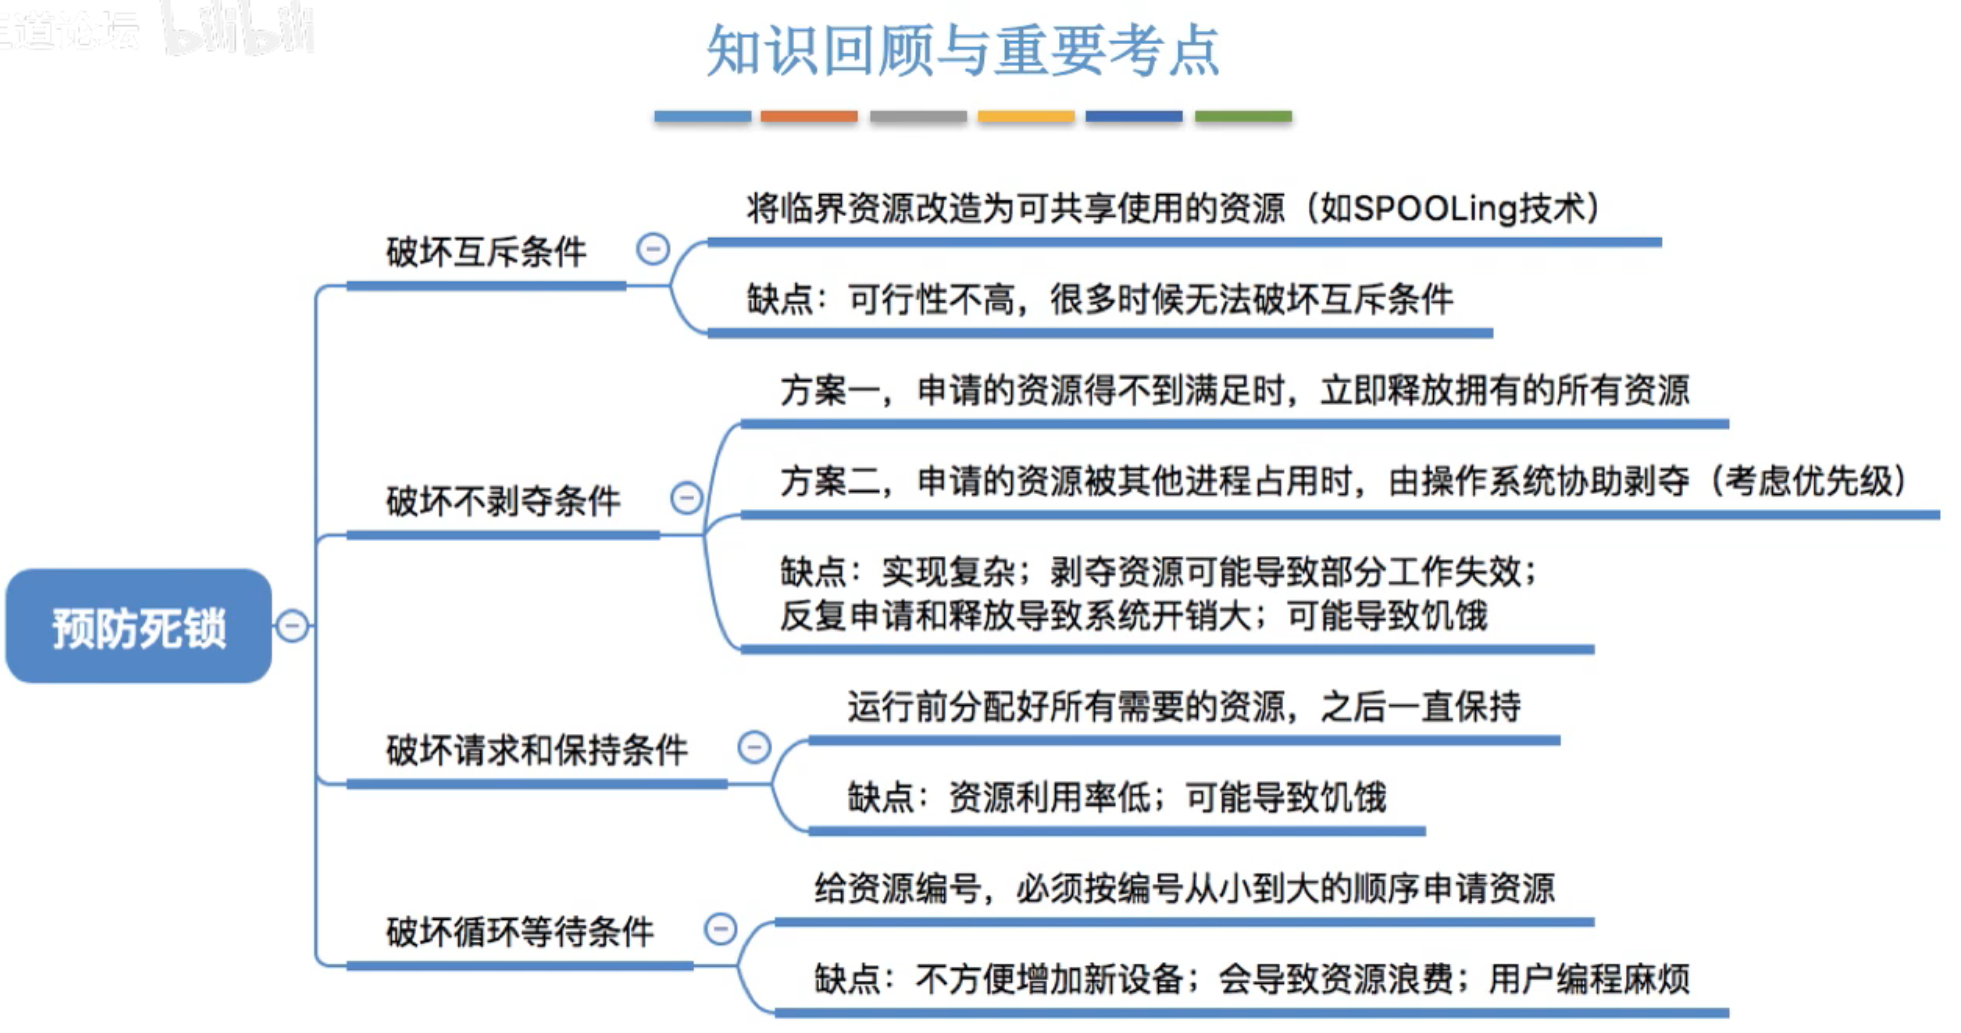 王道论坛 bilibili
知识回顾与重要考点
将临界资源改造为可共享使用的资源（如SPOOLing技术）
破坏互斥条件
缺点：可行性不高，很多时候无法破坏互斥条件
方案一，申请的资源得不到满足时，立即释放拥有的所有资源
方案二，申请的资源被其他进程占用时，由操作系统协助剥夺（考虑优先级）
破坏不剥夺条件
缺点：实现复杂；剥夺资源可能导致部分工作失效；
反复申请和释放导致系统开销大；可能导致饥饿
预防死锁
运行前分配好所有需要的资源，之后一直保持
破坏请求和保持条件
缺点：资源利用率低；可能导致饥饿
给资源编号，必须按编号从小到大的顺序申请资源
破坏循环等待条件
缺点：不方便增加新设备；会导致资源浪费；用户编程麻烦